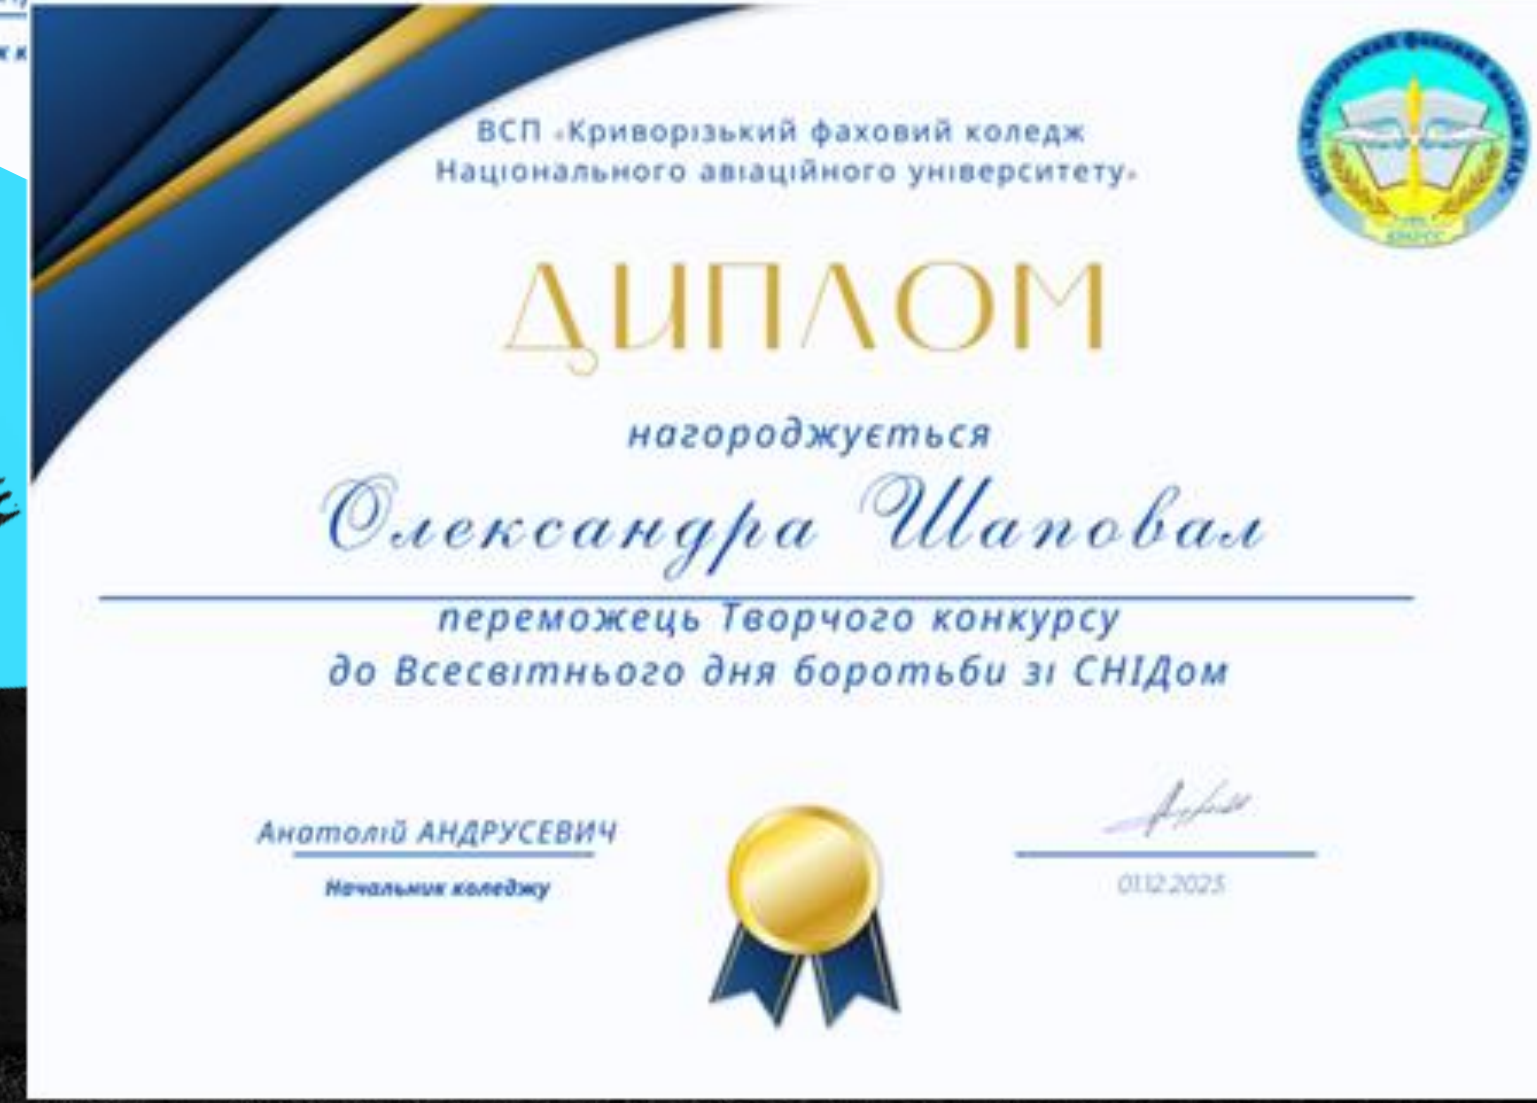 ВСП «Криворізький фаховий коледж
Національного авіаційного університету»
ДИПЛОМ
нагороджується
Олександра Шаповал
переможець Творчого конкурсу
до Всесвітнього дня боротьби зі СНІДом
Анатолій АНДРУСЕВИЧ
Начальник коледжу
01.12.2023